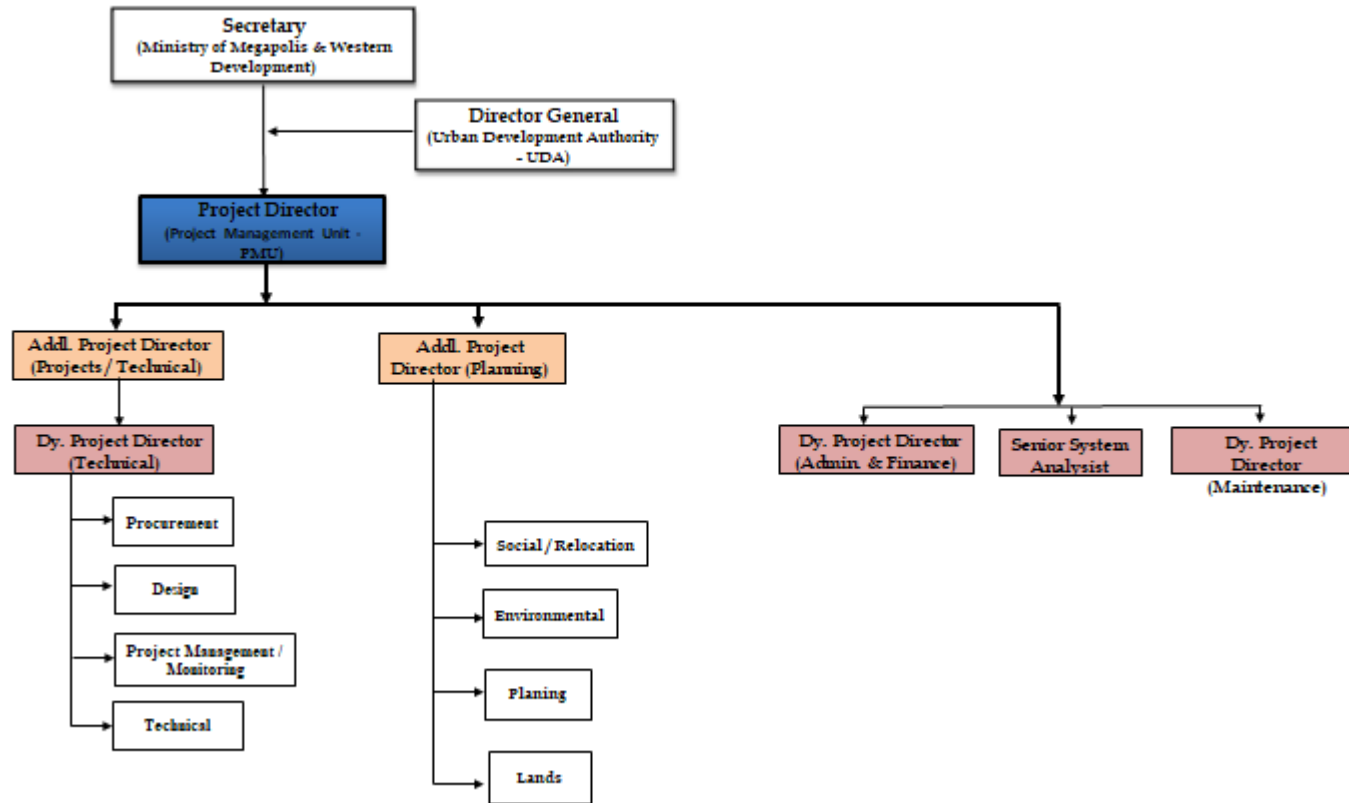 Secretary
(Ministry of Megapolis & Western
Development)
Director General
(Urban Development Authority
- UDA)
Project Director
(Project Management Unit -
PMU)
Addl. Project Director
(Projects / Technical)
Addl. Project
Director (Planning)
Dy. Project Director
(Technical)
Dy. Project Director
(Admin. & Finance)
Senior System
Analysist
Dy. Project
Director
(Maintenance)
Procurement
Design
Project Management /
Monitoring
Technical
Social / Relocation
Environmental
Planing
Lands